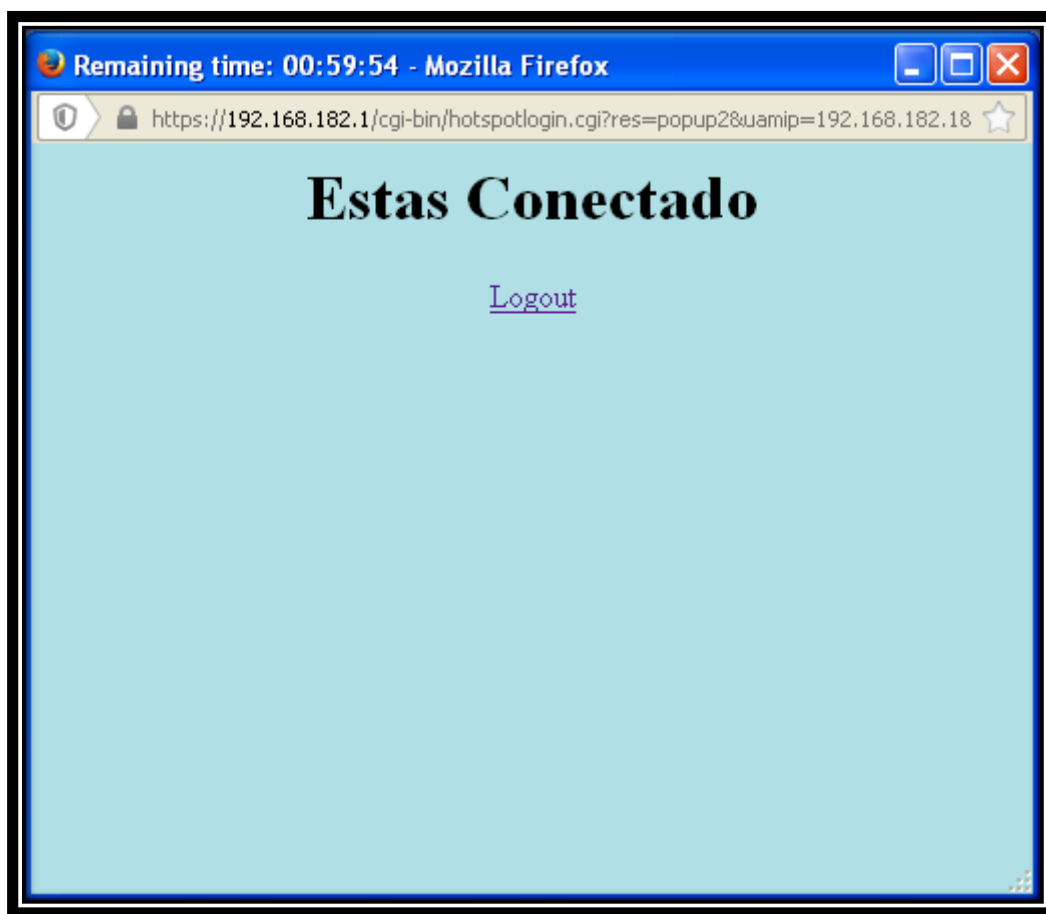 Remaining time: 00:59:54 - Mozilla Firefox
https://192.168.182.1/cgi-bin/hotspotlogin.cgi?res=popup2&uamip=192.168.182.18
Estas Conectado
Logout